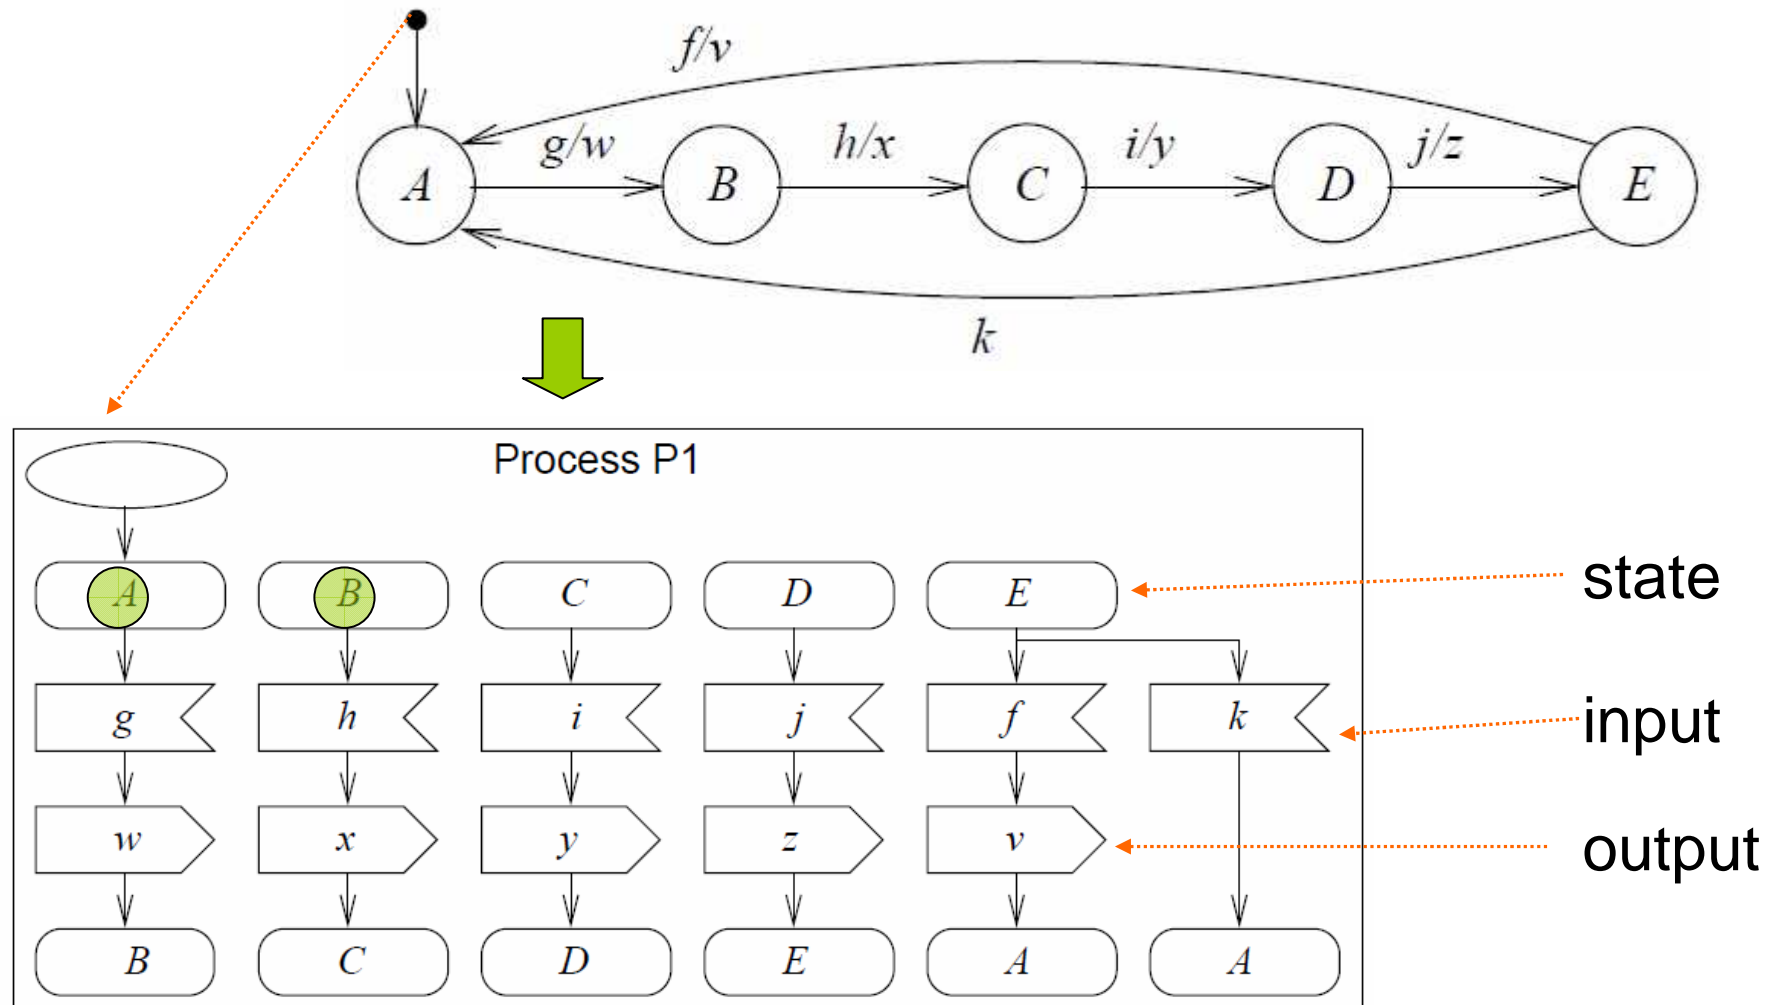 f/v
g/w h/x i/y j/z
A B C D E
k
Process P1
A B C D E state
g h i j f k input
w x y z v output
B C D E A A